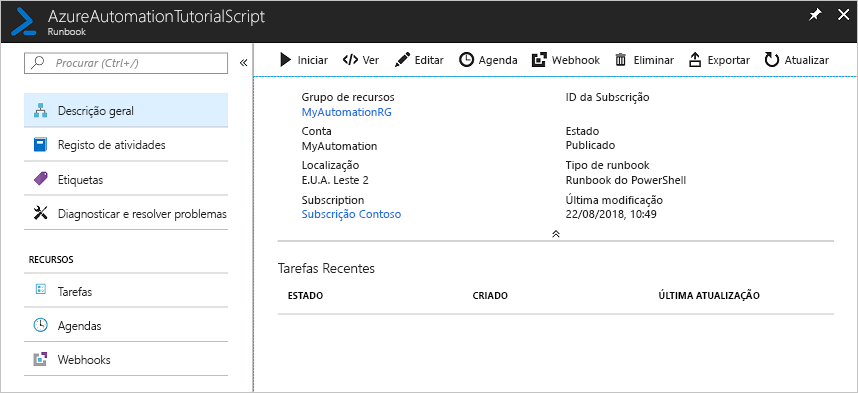 AzureAutomationTutorialScript
Runbook
Procurar (Ctrl+/)
Descrição geral
Registo de atividades
Etiquetas
Diagnosticar e resolver problemas
RECURSOS
Tarefas
Agendas
Webhooks
Iniciar Ver Editar Agenda Webhook Eliminar Exportar Atualizar
Grupo de recursos
MyAutomationRG
Conta
MyAutomation
Localização
E.U.A. Leste 2
Subscription
Subscrição Contoso
ID da Subscrição
Estado
Publicado
Tipo de runbook
Runbook do PowerShell
Última modificação
22/08/2018, 10:49
Tarefas Recentes
ESTADO CRIADO ÚLTIMA ATUALIZAÇÃO